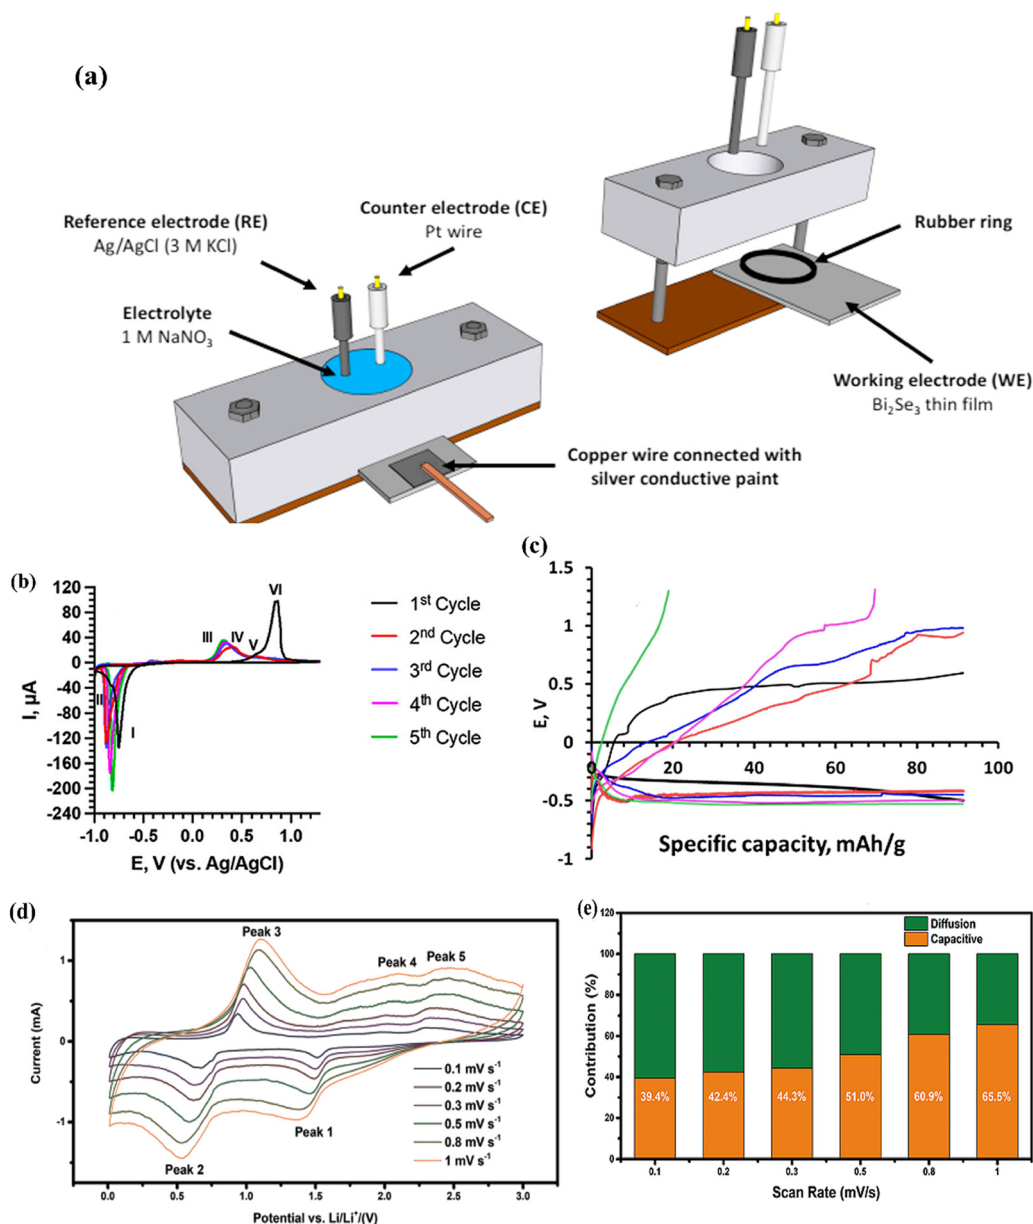 (a)
Reference electrode (RE)
Ag/AgCl (3 M KCl)
Counter electrode (CE)
Pt wire
Electrolyte
1 M NaNO₃
Rubber ring
Working electrode (WE)
Bi₂Se₃ thin film
Copper wire connected with
silver conductive paint
(b)
I, µA
120
80
40
0
-40
-80
-120
-160
-200
-240
-1.0
-0.5
0.0
0.5
1.0
E, V (vs. Ag/AgCl)
I
II
III
IV
V
VI
1ˢᵗ Cycle
2ⁿᵈ Cycle
3ʳᵈ Cycle
4ᵗʰ Cycle
5ᵗʰ Cycle
(c)
E, V
1.5
1
0.5
0
-0.5
-1
0
20
40
60
80
100
Specific capacity, mAh/g
(d)
Current (mA)
1
0
-1
0.0
0.5
1.0
1.5
2.0
2.5
3.0
Potential vs. Li/Li⁺/(V)
Peak 3
Peak 4
Peak 5
Peak 1
Peak 2
0.1 mV s⁻¹
0.2 mV s⁻¹
0.3 mV s⁻¹
0.5 mV s⁻¹
0.8 mV s⁻¹
1 mV s⁻¹
(e)
Contribution (%)
120
100
80
60
40
20
0
Diffusion
Capacitive
39.4%
42.4%
44.3%
51.0%
60.9%
65.5%
0.1
0.2
0.3
0.5
0.8
1
Scan Rate (mV/s)